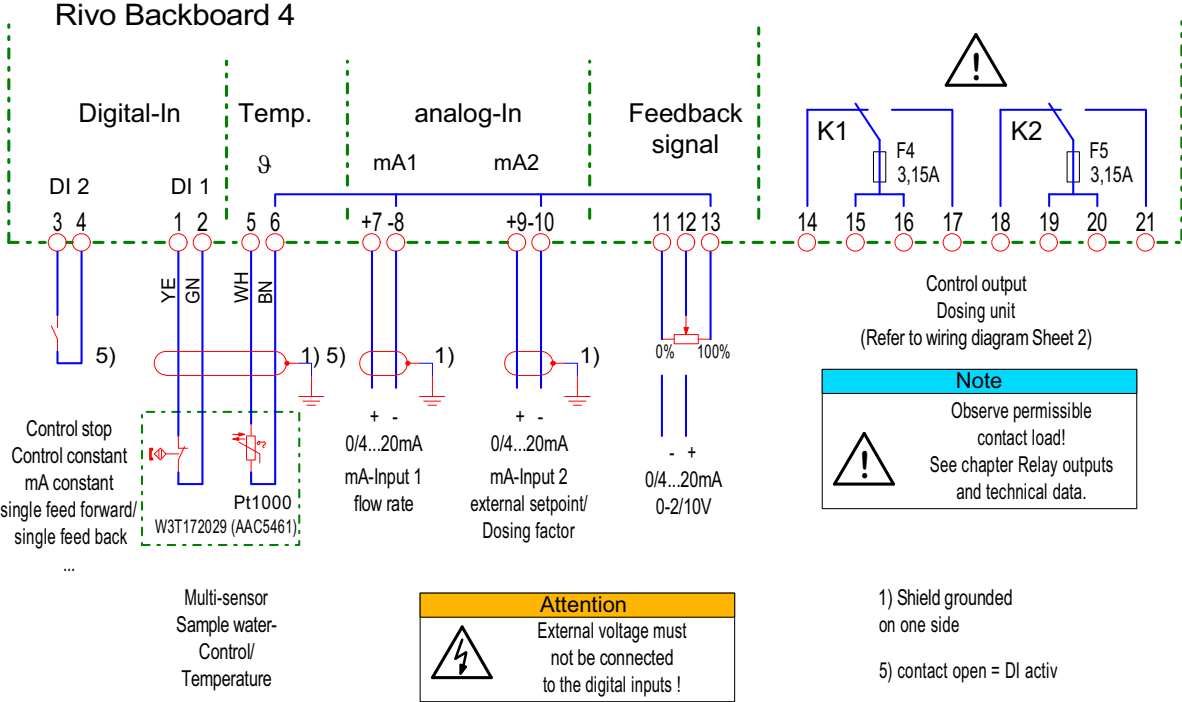 Rivo Backboard 4
Digital-In
Temp.
analog-In
Feedback
signal
ϑ
mA1
mA2
DI 2
DI 1
K1
F4
3,15A
K2
F5
3,15A
3 4
1 2
5 6
+7 -8
+9-10
11 12 13
14 15 16 17 18 19 20 21
YE
GN
WH
BN
5)
1) 5)
1)
1)
0% 100%
Control output
Dosing unit
(Refer to wiring diagram Sheet 2)
Note
Observe permissible
contact load!
See chapter Relay outputs
and technical data.
Control stop
Control constant
mA constant
single feed forward/
single feed back
...
??
Pt1000
W3T172029 (AAC5461)
+ -
0/4...20mA
mA-Input 1
flow rate
+ -
0/4...20mA
mA-Input 2
external setpoint/
Dosing factor
- +
0/4...20mA
0-2/10V
Multi-sensor
Sample water-
Control/
Temperature
Attention
External voltage must
not be connected
to the digital inputs !
1) Shield grounded
on one side
5) contact open = DI activ